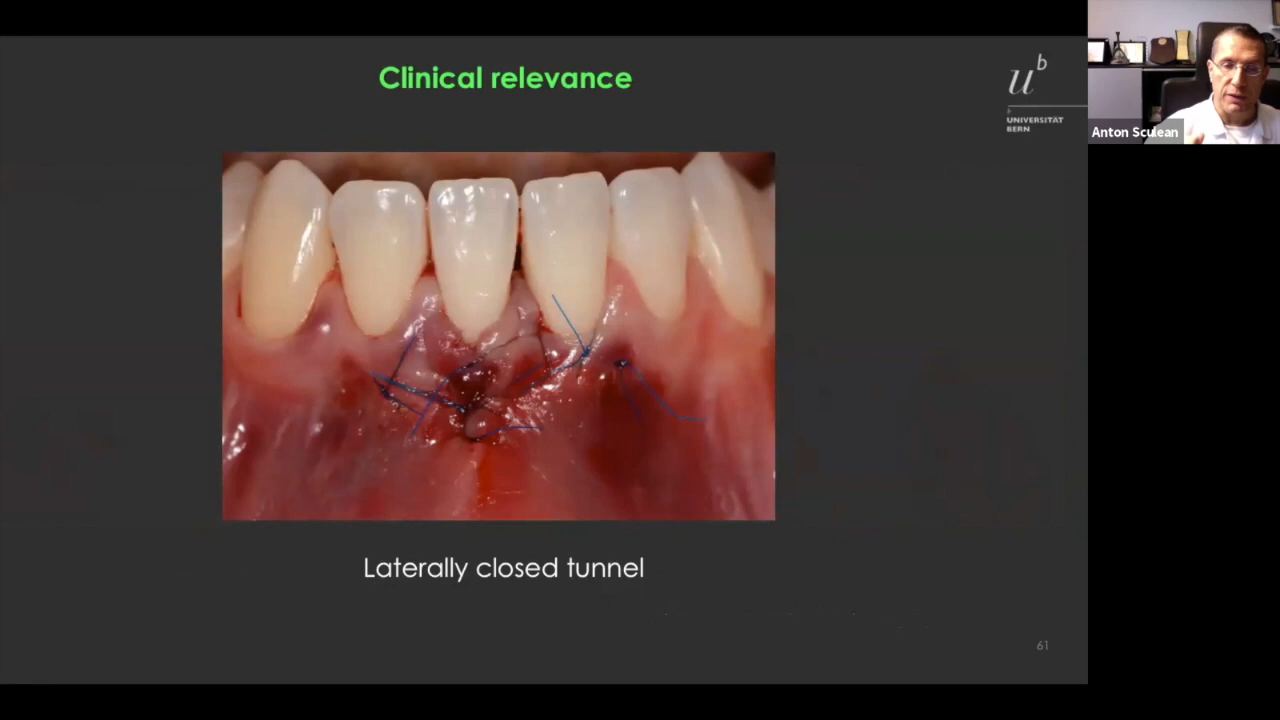 Clinical relevance
u
b
b
UNIVERSITÄT
BERN
Anton Sculean
Laterally closed tunnel
61